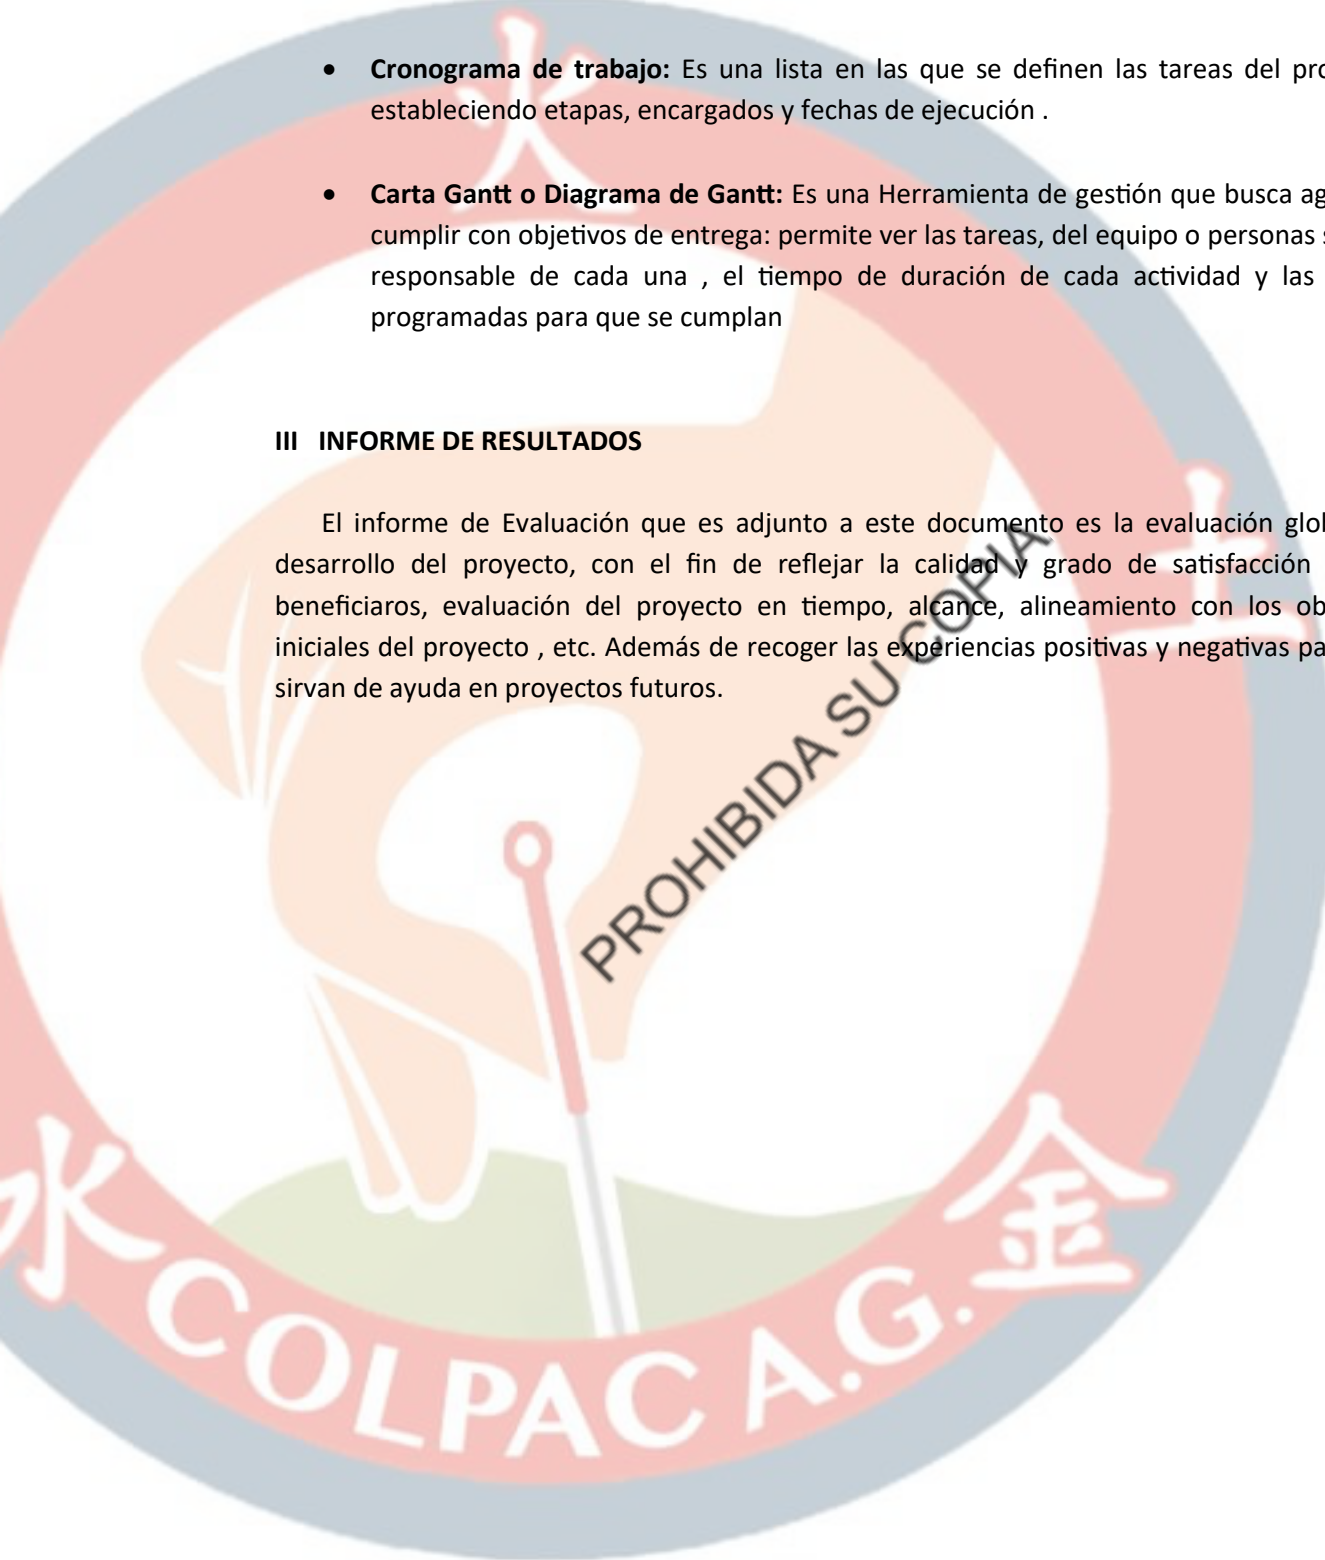 • Cronograma de trabajo: Es una lista en las que se definen las tareas del pro
estableciendo etapas, encargados y fechas de ejecución .
• Carta Gantt o Diagrama de Gantt: Es una Herramienta de gestión que busca ag
cumplir con objetivos de entrega: permite ver las tareas, del equipo o personas s
responsable de cada una , el tiempo de duración de cada actividad y las
programadas para que se cumplan
III INFORME DE RESULTADOS
El informe de Evaluación que es adjunto a este documento es la evaluación glo
desarrollo del proyecto, con el fin de reflejar la calidad y grado de satisfacción
beneficiaros, evaluación del proyecto en tiempo, alcance, alineamiento con los ob
iniciales del proyecto , etc. Además de recoger las experiencias positivas y negativas pa
sirvan de ayuda en proyectos futuros.
PROHIBIDA SU COPIA
火
土
金
水
COLPAC A.G.